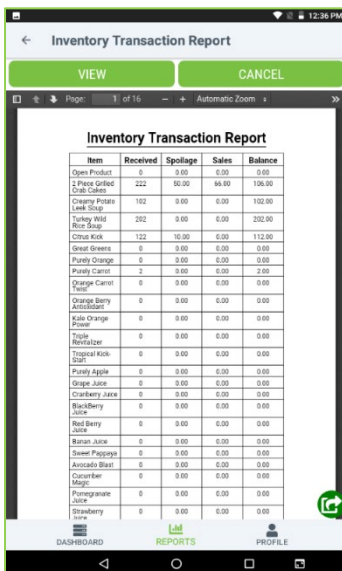 12:36 PM
Inventory Transaction Report
VIEW CANCEL
Page: 1 of 16 − + Automatic Zoom
Inventory Transaction Report
Item Received Spoilage Sales Balance
Open Product 0 0.00 0.00 0.00
2 Piece Grilled
Crab Cakes 222 50.00 66.00 106.00
Creamy Potato
Leek Soup 102 0.00 0.00 102.00
Turkey Wild
Rice Soup 202 0.00 0.00 202.00
Citrus Kick 122 10.00 0.00 112.00
Great Greens 0 0.00 0.00 0.00
Purely Orange 0 0.00 0.00 0.00
Purely Carrot 2 0.00 0.00 2.00
Orange Carrot
Twist 0 0.00 0.00 0.00
Orange Berry
Antioxidant 0 0.00 0.00 0.00
Kale Orange
Power 0 0.00 0.00 0.00
Triple
Revitalizer 0 0.00 0.00 0.00
Tropical Kick-
Start 0 0.00 0.00 0.00
Purely Apple 0 0.00 0.00 0.00
Grape Juice 0 0.00 0.00 0.00
Cranberry Juice 0 0.00 0.00 0.00
BlackBerry
Juice 0 0.00 0.00 0.00
Red Berry
Juice 0 0.00 0.00 0.00
Banan Juice 0 0.00 0.00 0.00
Sweet Pappaya 0 0.00 0.00 0.00
Avocado Blast 0 0.00 0.00 0.00
Cucumber
Magic 0 0.00 0.00 0.00
Pomegranate
Juice 0 0.00 0.00 0.00
Strawberry
Juice 0 0.00 0.00 0.00
DASHBOARD REPORTS PROFILE